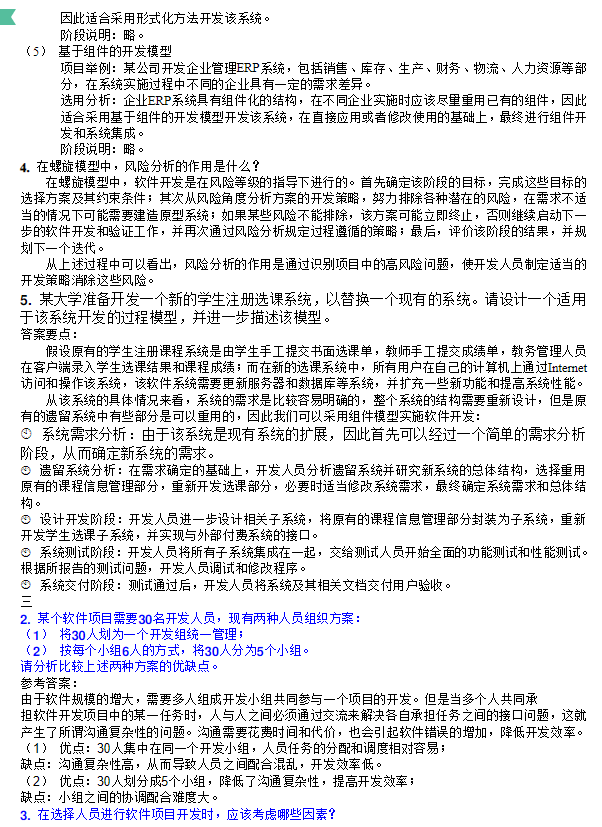 因此适合采用形式化方法开发该系统。
阶段说明：略。
（5） 基于组件的开发模型
项目举例：某公司开发企业管理ERP系统，包括销售、库存、生产、财务、物流、人力资源等部
分，在系统实施过程中不同的企业具有一定的需求差异。
选用分析：企业ERP系统具有组件化的结构，在不同企业实施时应该尽量重用已有的组件，因此
适合采用基于组件的开发模型开发该系统，在直接应用或者修改使用的基础上，最终进行组件开
发和系统集成。
阶段说明：略。
4. 在螺旋模型中，风险分析的作用是什么？
在螺旋模型中，软件开发是在风险等级的指导下进行的。首先确定该阶段的目标，完成这些目标的
选择方案及其约束条件；其次从风险角度分析方案的开发策略，努力排除各种潜在的风险，在需求不适
当的情况下可能需要建造原型系统；如果某些风险不能排除，该方案可能立即终止，否则继续启动下一
步的软件开发和验证工作，并再次通过风险分析规定过程遵循的策略；最后，评价该阶段的结果，并规
划下一个迭代。
从上述过程中可以看出，风险分析的作用是通过识别项目中的高风险问题，使开发人员制定适当的
开发策略消除这些风险。
5. 某大学准备开发一个新的学生注册选课系统，以替换一个现有的系统。请设计一个适用
于该系统开发的过程模型，并进一步描述该模型。
答案要点：
假设原有的学生注册课程系统是由学生手工提交书面选课单，教师手工提交成绩单，教务管理人员
在客户端录入学生选课结果和课程成绩；而在新的选课系统中，所有用户在自己的计算机上通过Internet
访问和操作该系统，该软件系统需要更新服务器和数据库等系统，并扩充一些新功能和提高系统性能。
从该系统的具体情况来看，系统的需求是比较容易明确的，整个系统的结构需要重新设计，但是原
有的遗留系统中有些部分是可以重用的，因此我们可以采用组件模型实施软件开发：
系统需求分析：由于该系统是现有系统的扩展，因此首先可以经过一个简单的需求分析
阶段，从而确定新系统的需求。
遗留系统分析：在需求确定的基础上，开发人员分析遗留系统并研究新系统的总体结构，选择重用
原有的课程信息管理部分，重新开发选课部分，必要时适当修改系统需求，最终确定系统需求和总体结
构。
设计开发阶段：开发人员进一步设计相关子系统，将原有的课程信息管理部分封装为子系统，重新
开发学生选课子系统，并实现与外部付费系统的接口。
系统测试阶段：开发人员将所有子系统集成在一起，交给测试人员开始全面的功能测试和性能测试。
根据所报告的测试问题，开发人员调试和修改程序。
系统交付阶段：测试通过后，开发人员将系统及其相关文档交付用户验收。
三
2. 某个软件项目需要30名开发人员，现有两种人员组织方案：
（1） 将30人划为一个开发组统一管理；
（2） 按每个小组6人的方式，将30人分为5个小组。
请分析比较上述两种方案的优缺点。
参考答案：
由于软件规模的增大，需要多人组成开发小组共同参与一个项目的开发。但是当多个人共同承
担软件开发项目中的某一任务时，人与人之间必须通过交流来解决各自承担任务之间的接口问题，这就
产生了所谓沟通复杂性的问题。沟通需要花费时间和代价，也会引起软件错误的增加，降低开发效率。
（1） 优点：30人集中在同一个开发小组，人员任务的分配和调度相对容易；
缺点：沟通复杂性高，从而导致人员之间配合混乱，开发效率低。
（2） 优点：30人划分成5个小组，降低了沟通复杂性，提高开发效率；
缺点：小组之间的协调配合难度大。
3. 在选择人员进行软件项目开发时，应该考虑哪些因素？